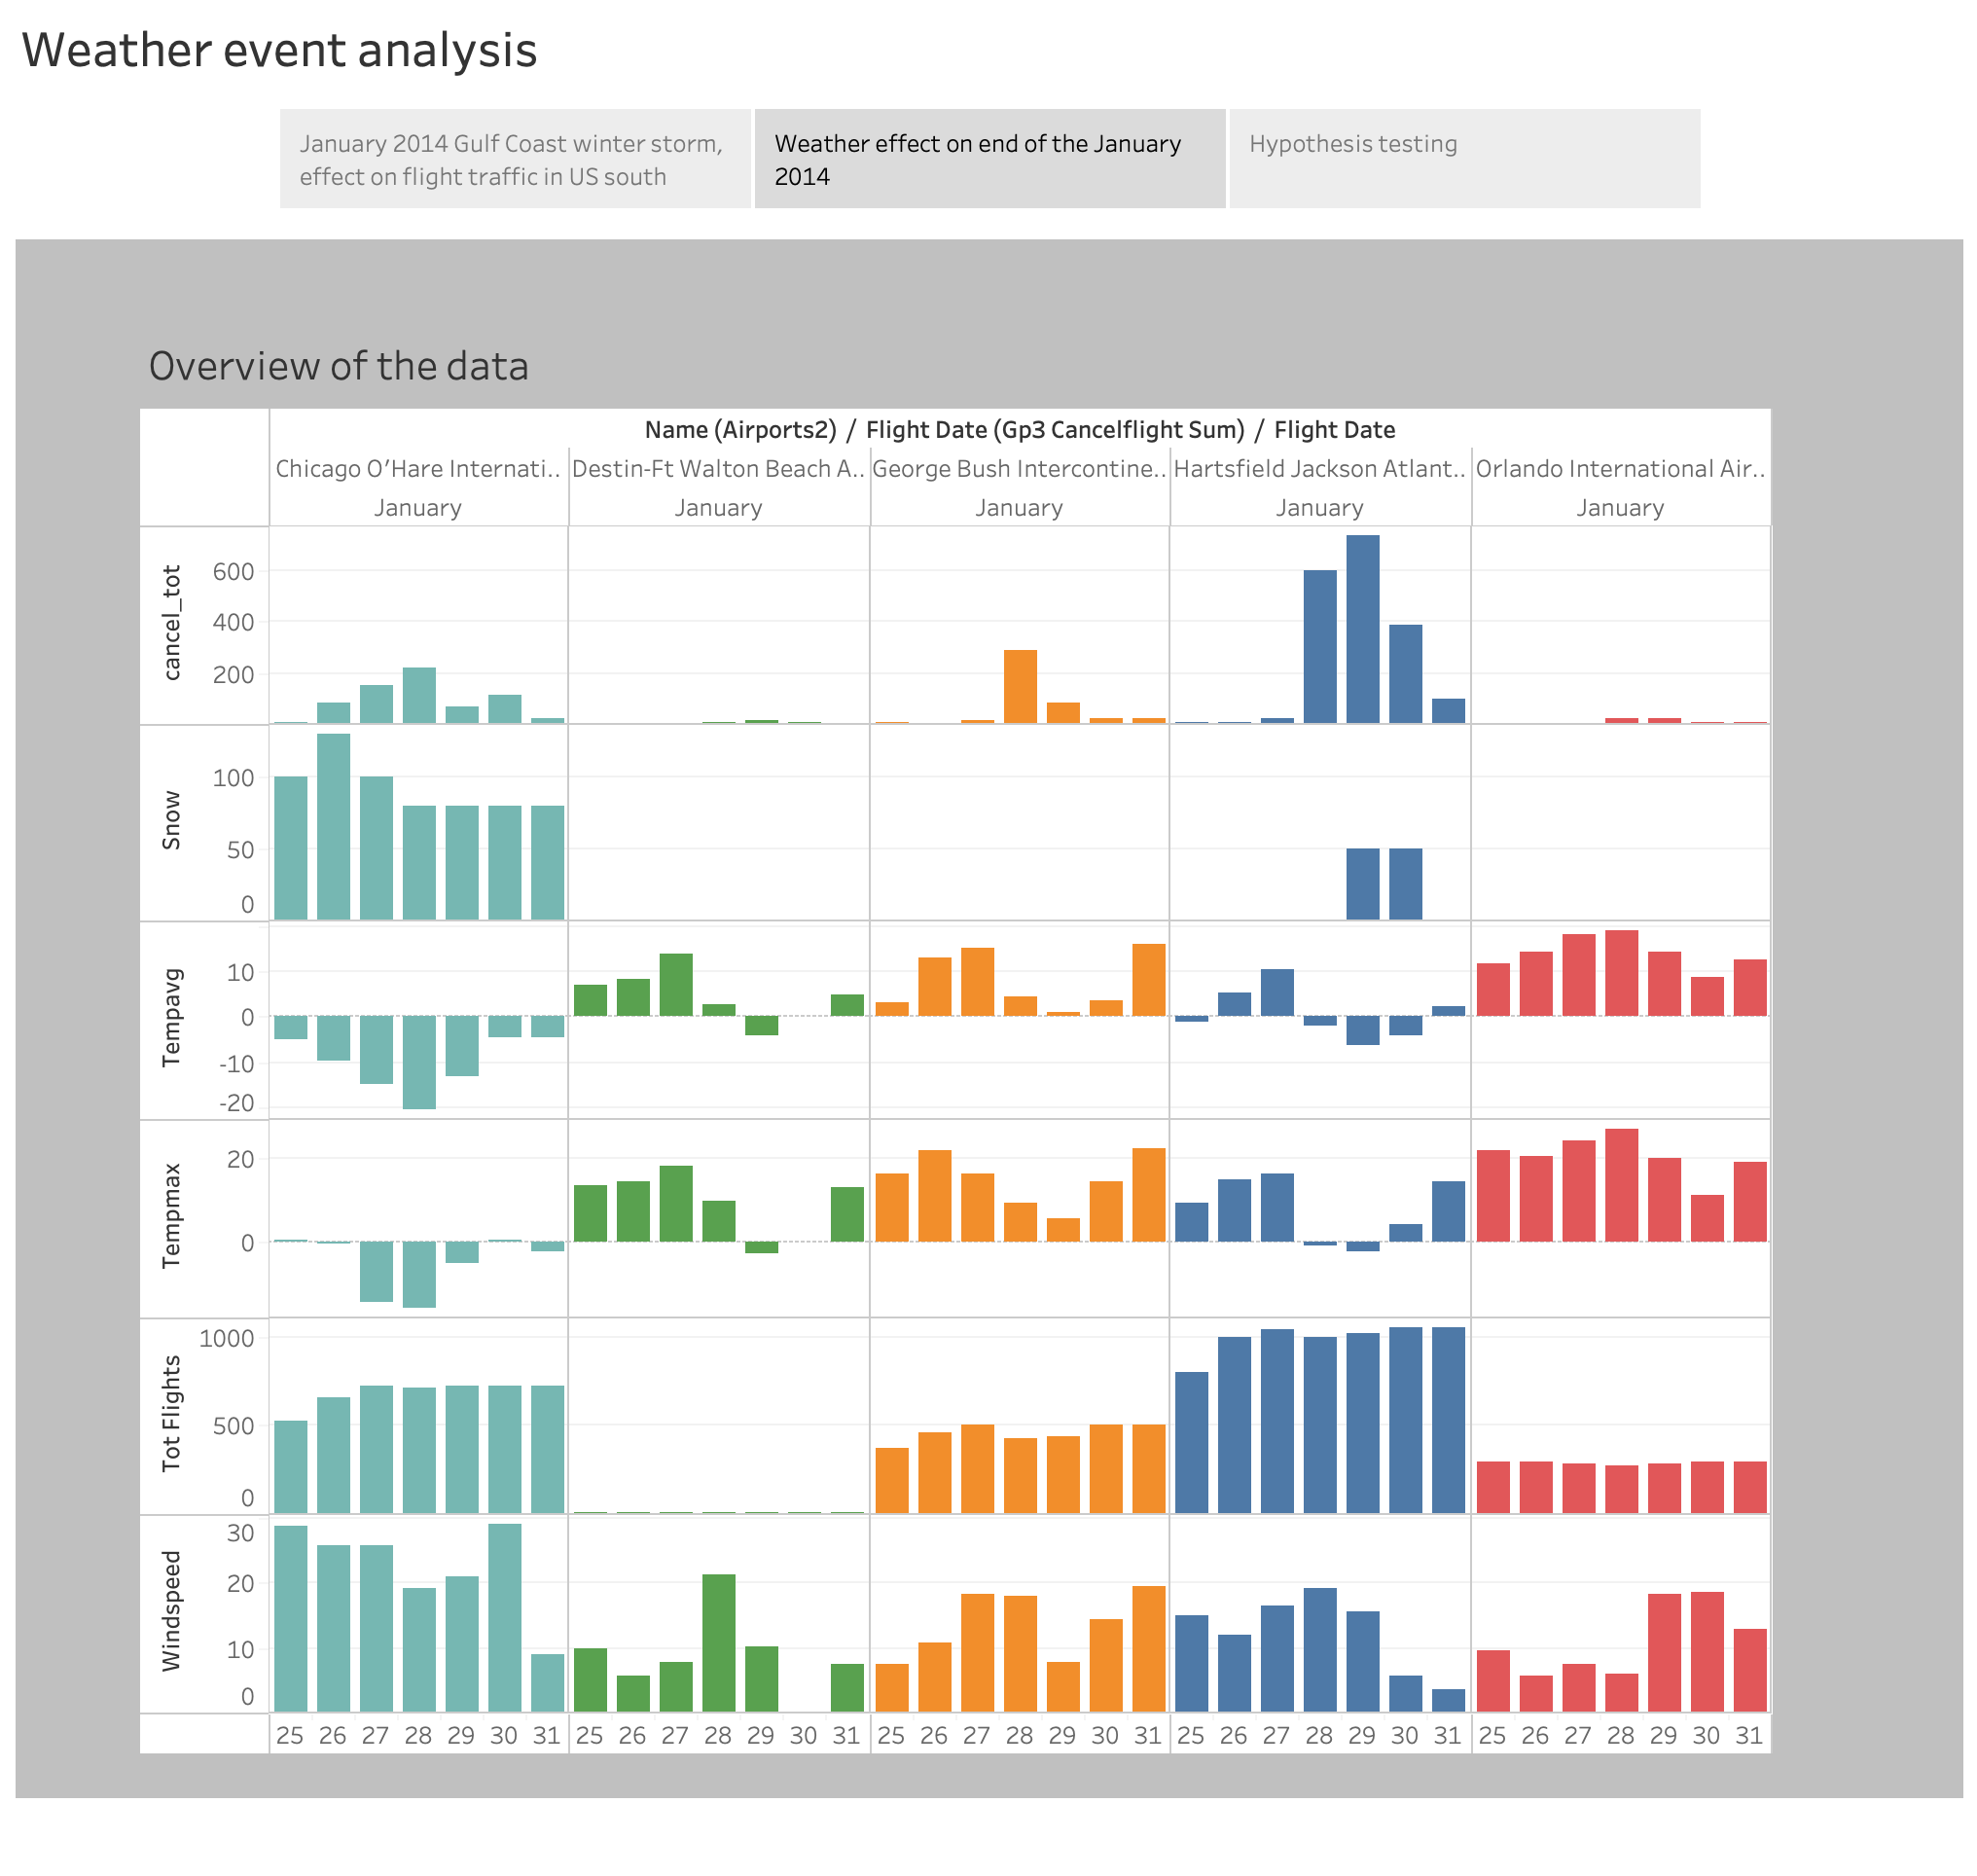 Weather event analysis
January 2014 Gulf Coast winter storm,
effect on flight traffic in US south
Weather effect on end of the January
2014
Hypothesis testing
Overview of the data
Name (Airports2) / Flight Date (Gp3 Cancelflight Sum) / Flight Date
Chicago O'Hare Internati.. Destin-Ft Walton Beach A.. George Bush Intercontine.. Hartsfield Jackson Atlant.. Orlando International Air..
January January January January January
cancel_tot
600
400
200
Snow
100
50
0
Tempavg
10
0
-10
-20
Tempmax
20
0
Tot Flights
1000
500
0
Windspeed
30
20
10
0
25 26 27 28 29 30 31 25 26 27 28 29 30 31 25 26 27 28 29 30 31 25 26 27 28 29 30 31 25 26 27 28 29 30 31